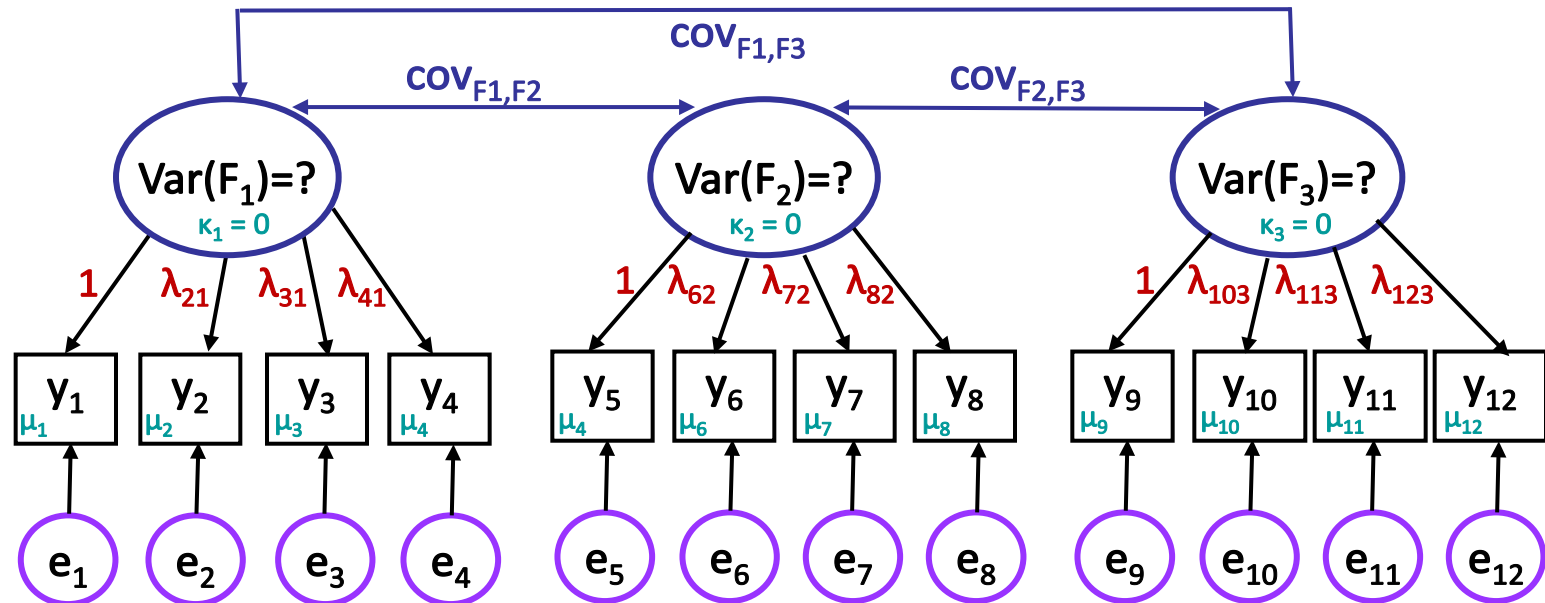 COV_F1,F3
COV_F1,F2 COV_F2,F3
Var(F₁)=? Var(F₂)=? Var(F₃)=?
κ₁ = 0 κ₂ = 0 κ₃ = 0
1 λ₂₁ λ₃₁ λ₄₁ 1 λ₆₂ λ₇₂ λ₈₂ 1 λ₁₀₃ λ₁₁₃ λ₁₂₃
y₁ y₂ y₃ y₄ y₅ y₆ y₇ y₈ y₉ y₁₀ y₁₁ y₁₂
μ₁ μ₂ μ₃ μ₄ μ₄ μ₆ μ₇ μ₈ μ₉ μ₁₀ μ₁₁ μ₁₂
e₁ e₂ e₃ e₄ e₅ e₆ e₇ e₈ e₉ e₁₀ e₁₁ e₁₂